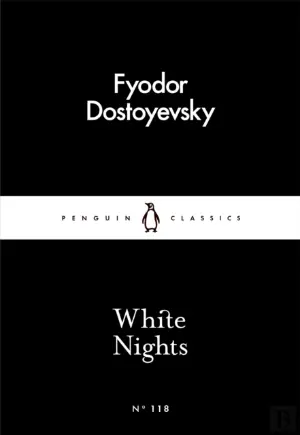 Fyodor
Dostoyevsky
PENGUIN CLASSICS
White
Nights
Nº 118